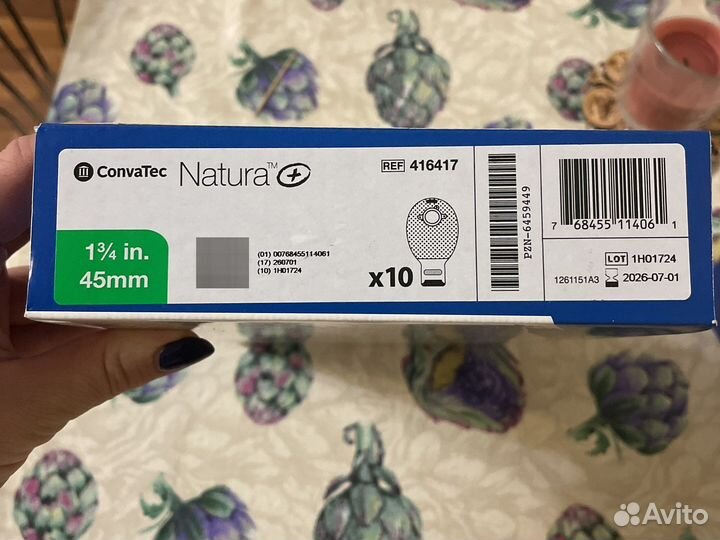 ConvaTec Natura™ +
REF 416417
1¾ in.
45mm
(01) 00768455114061
(17) 260701
(10) 1H01724
x10
PZN-6459449
7 68455 11406 1
LOT 1H01724
1261151A3 2026-07-01
Avito